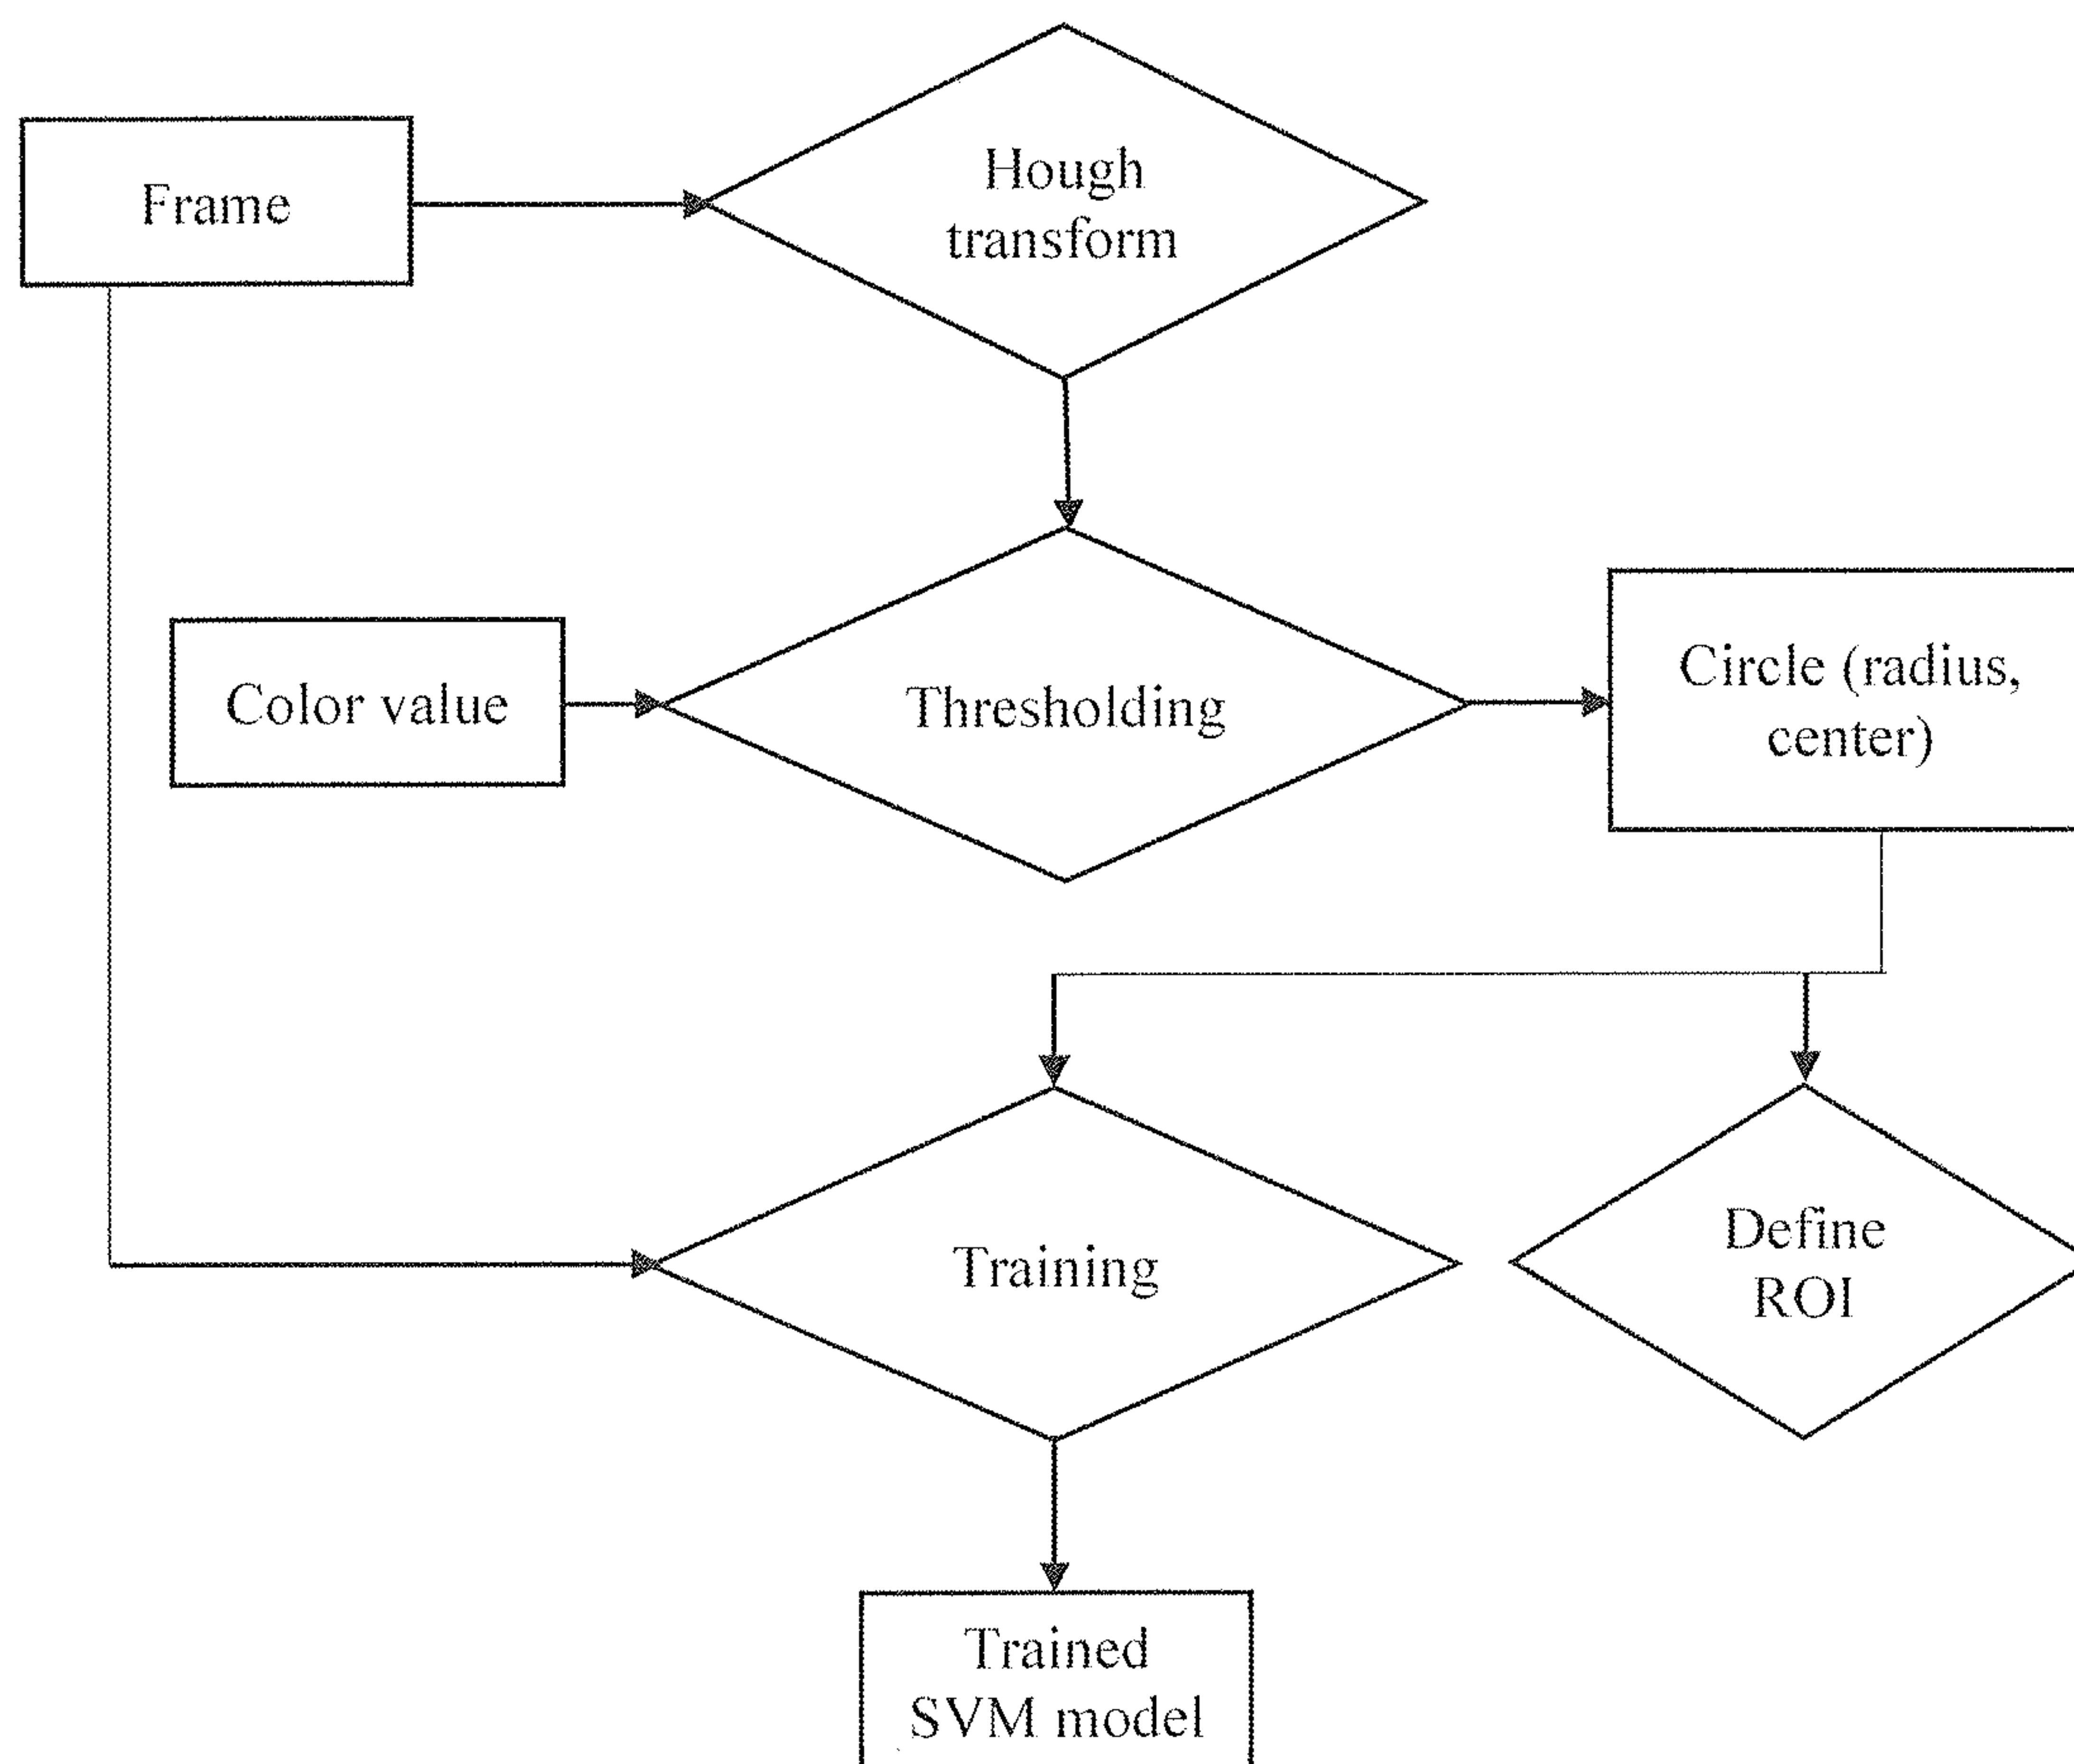 Frame
Hough
transform
Color value
Thresholding
Circle (radius,
center)
Training
Define
ROI
Trained
SVM model